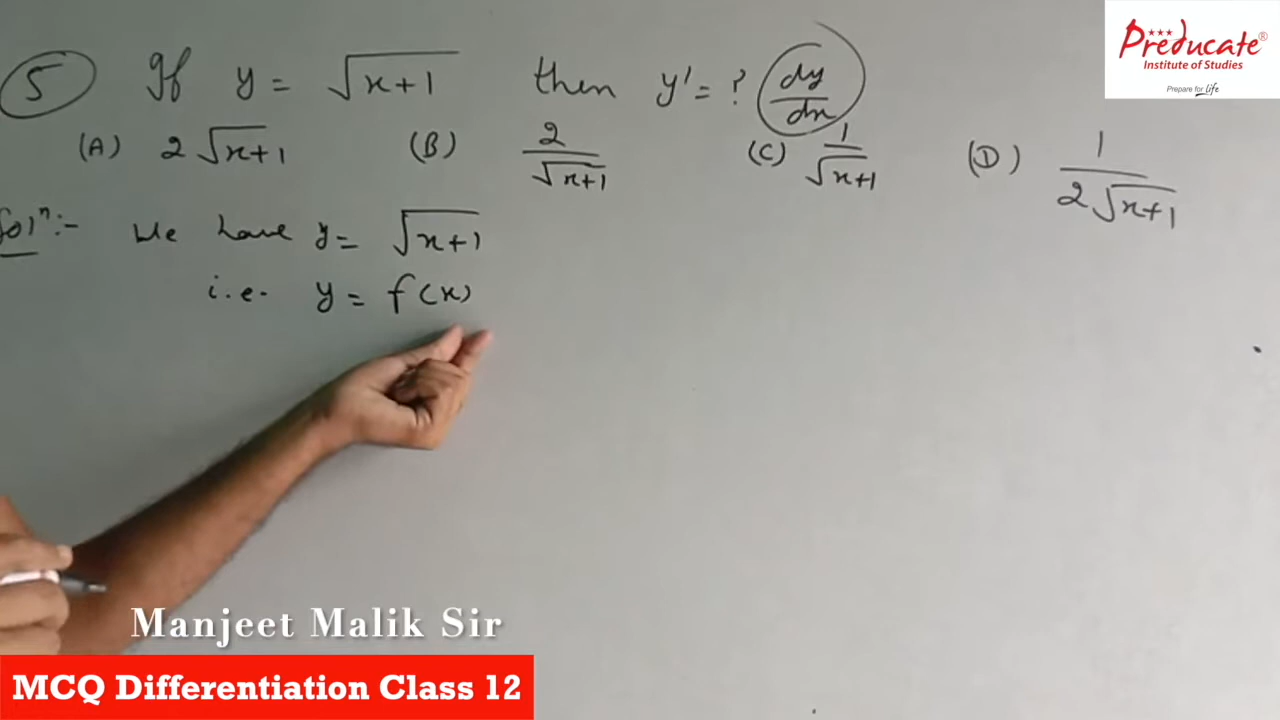 Preducate®
Institute of Studies
Prepare for Life
5 If y = √(x+1) then y' = ? dy/dx
(A) 2√(x+1) (B) 2/√(x+1) (C) 1/√(x+1) (D) 1/(2√(x+1))
Solⁿ:- We have y = √(x+1)
i.e. y = f(x)
Manjeet Malik Sir
MCQ Differentiation Class 12